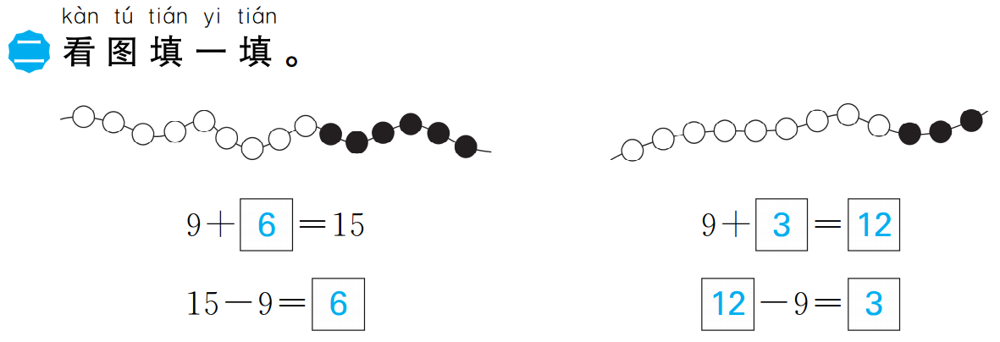 kàn tú tián yi tián
二 看图填一填。
9+6=15
9+3=12
15-9=6
12-9=3